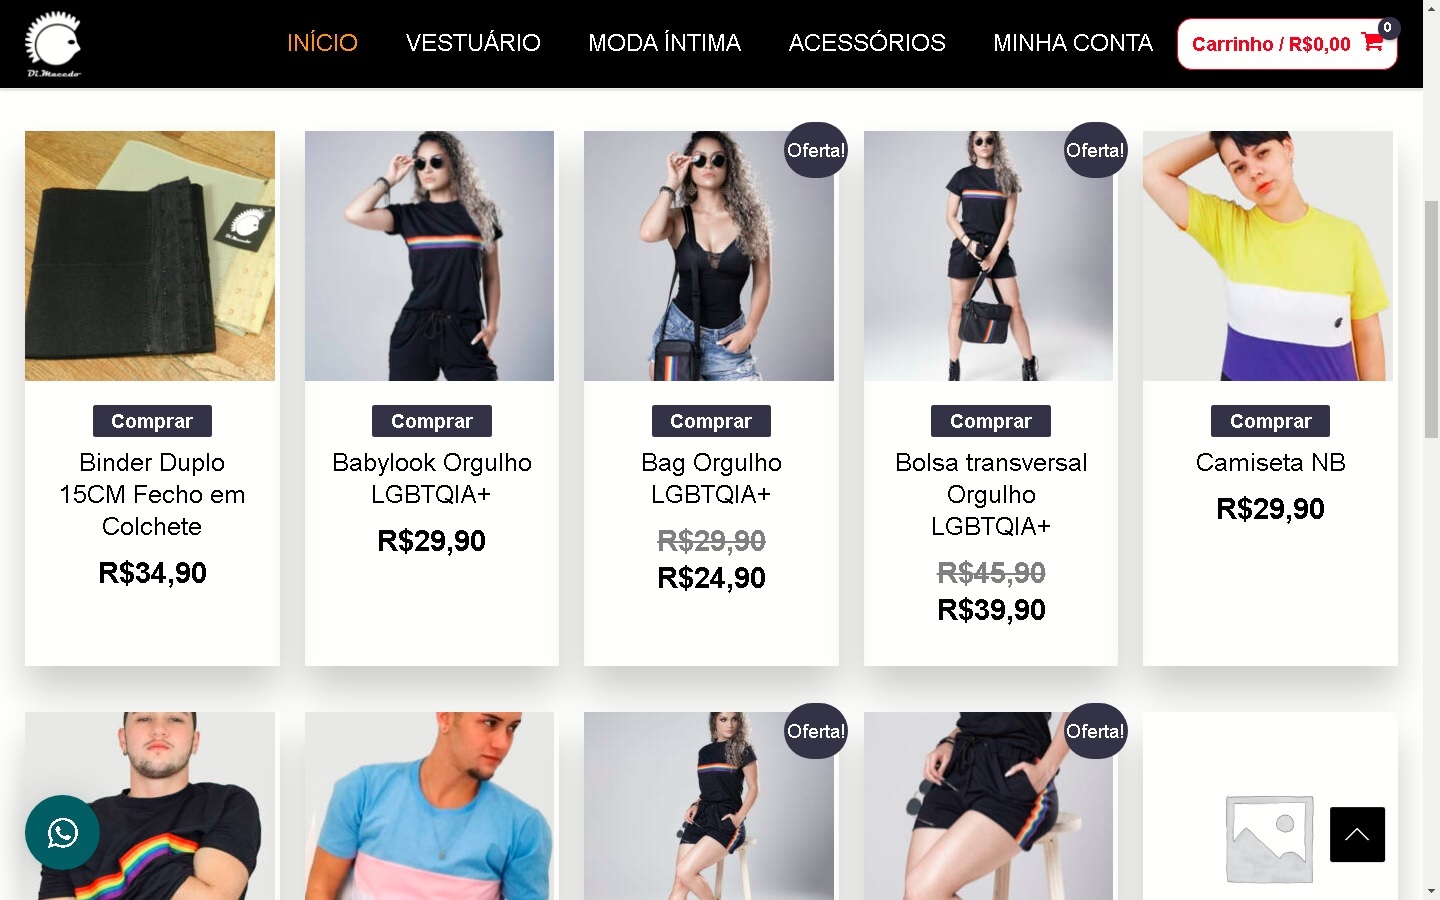 Di.Macedo
INÍCIO
VESTUÁRIO
MODA ÍNTIMA
ACESSÓRIOS
MINHA CONTA
Carrinho / R$0,00
0
Comprar
Binder Duplo
15CM Fecho em
Colchete
R$34,90
Comprar
Babylook Orgulho
LGBTQIA+
R$29,90
Oferta!
Comprar
Bag Orgulho
LGBTQIA+
R$29,90
R$24,90
Oferta!
Comprar
Bolsa transversal
Orgulho
LGBTQIA+
R$45,90
R$39,90
Comprar
Camiseta NB
R$29,90
Oferta!
Oferta!